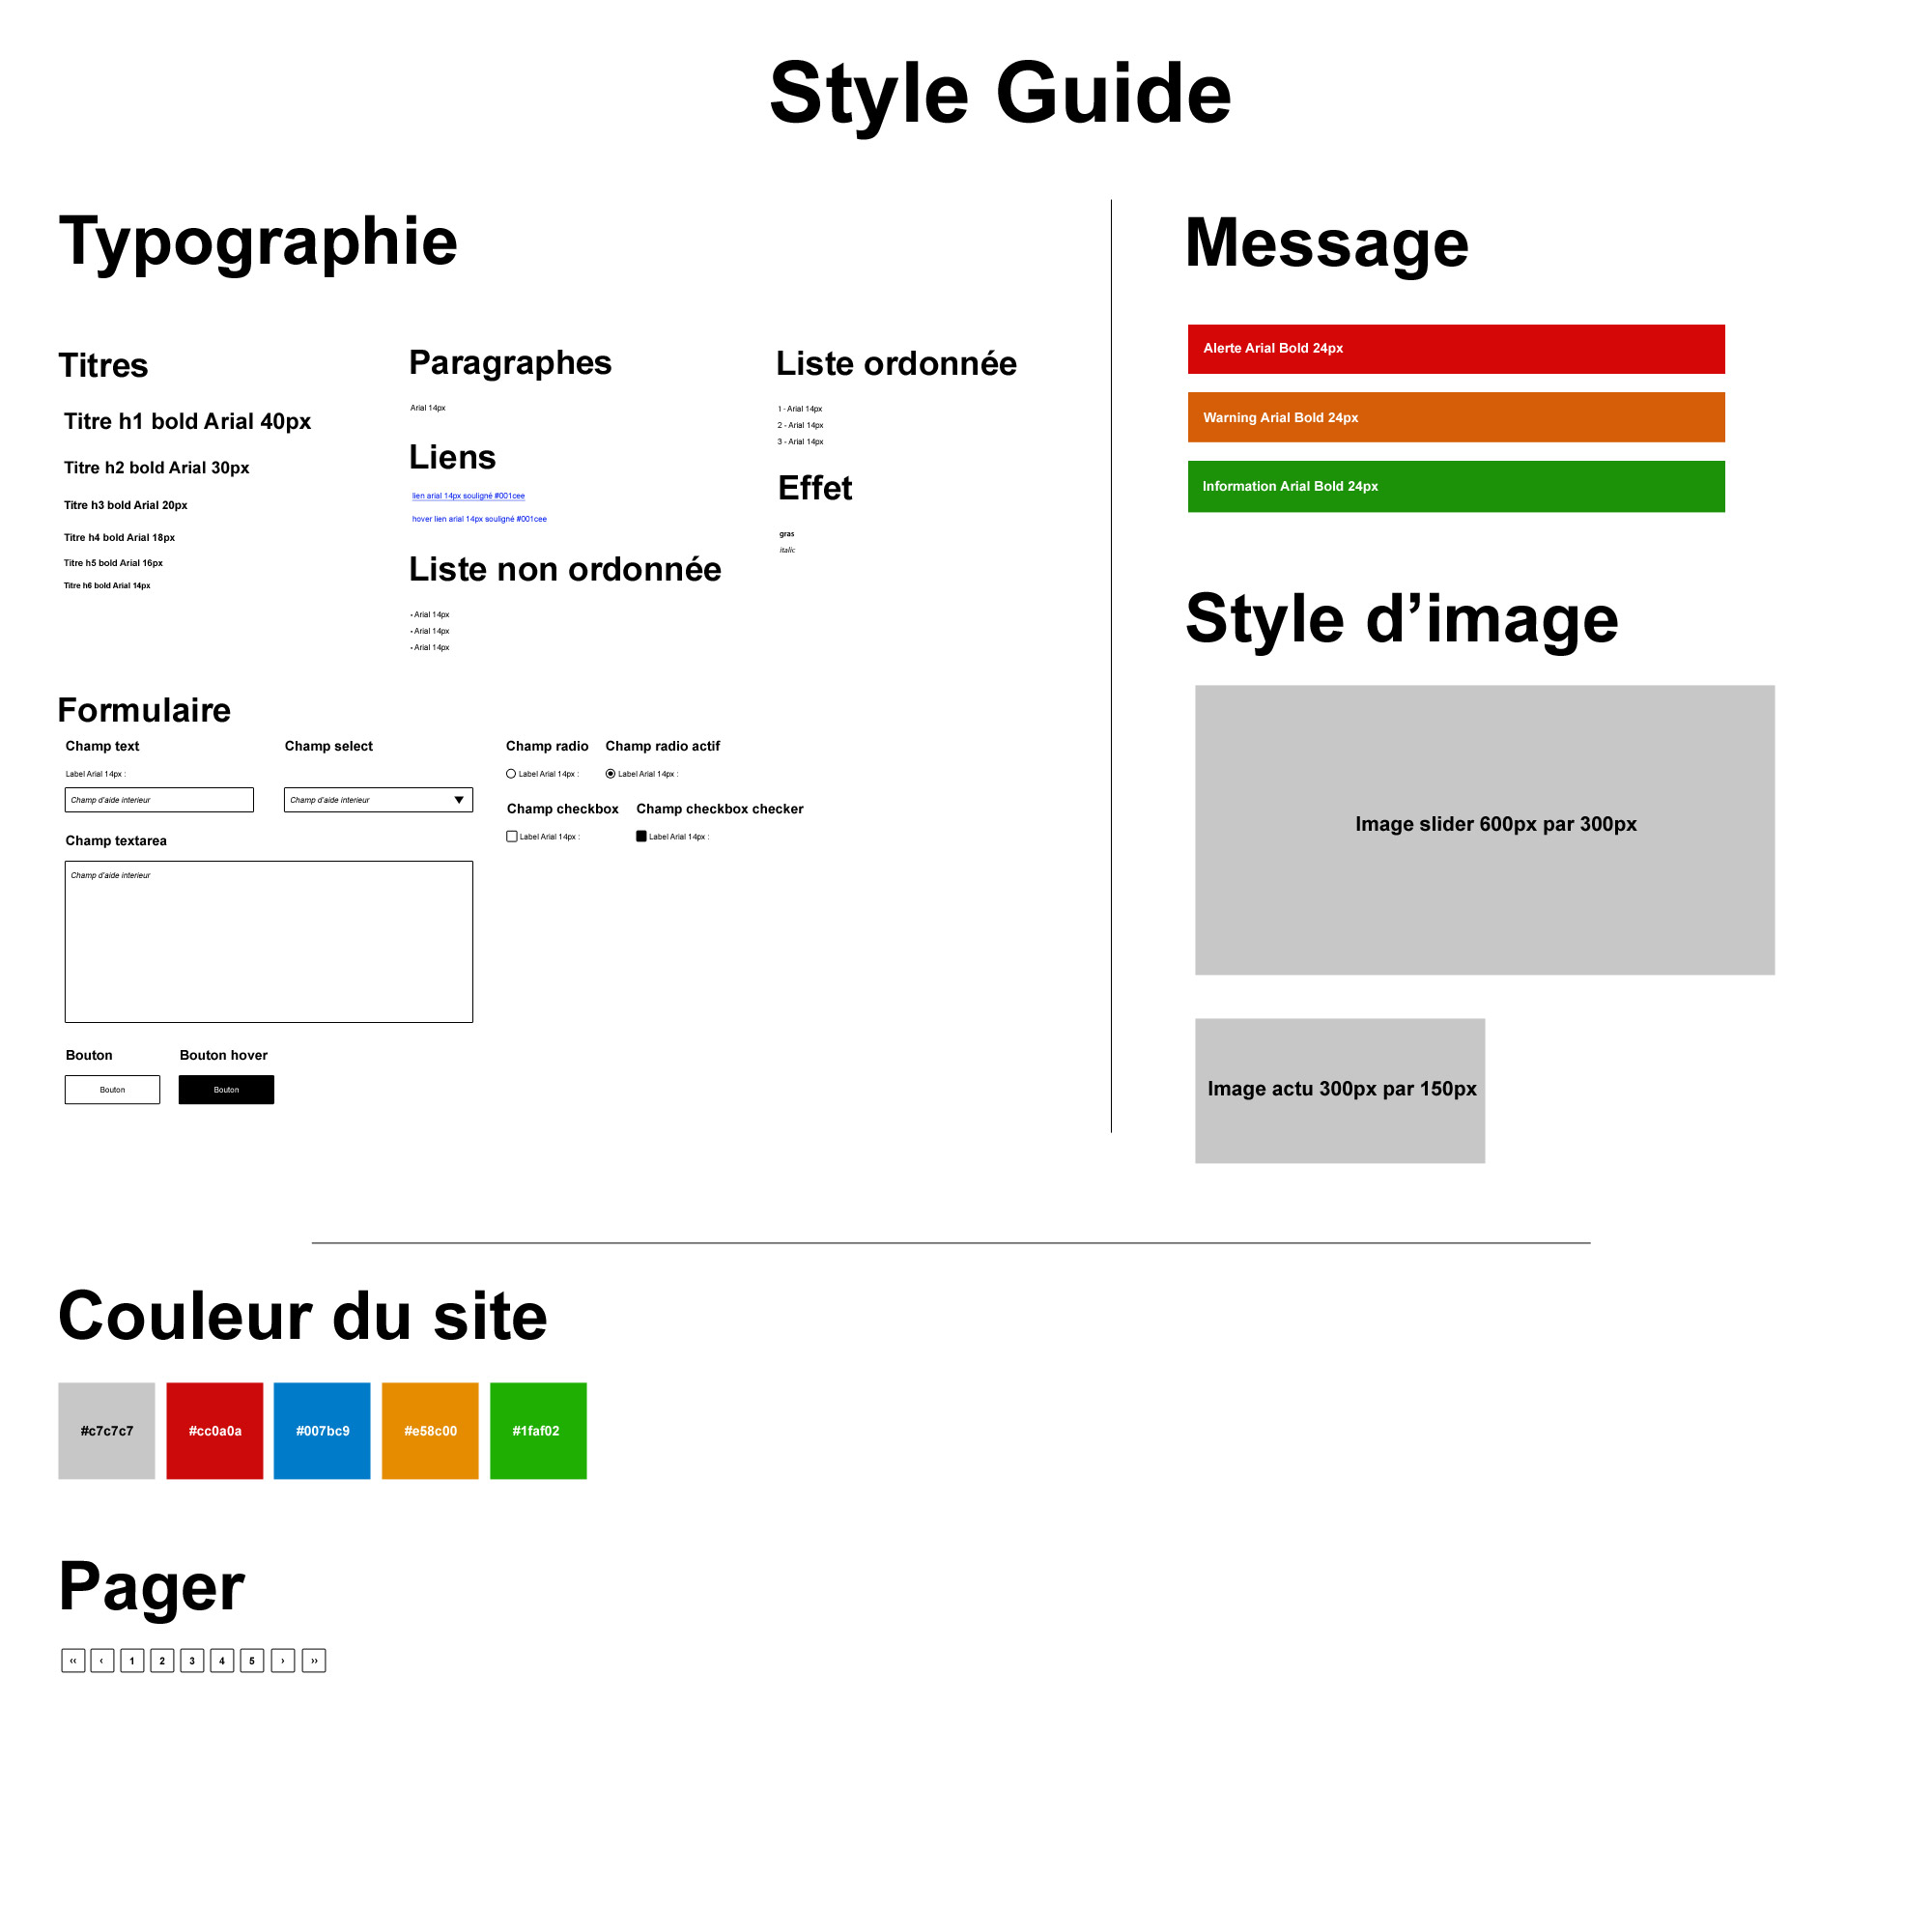 Style Guide
Typographie
Titres
Titre h1 bold Arial 40px
Titre h2 bold Arial 30px
Titre h3 bold Arial 20px
Titre h4 bold Arial 18px
Titre h5 bold Arial 16px
Titre h6 bold Arial 14px
Paragraphes
Arial 14px
Liens
lien arial 14px souligné #001cee
hover lien arial 14px souligné #001cee
Liste non ordonnée
- Arial 14px
- Arial 14px
- Arial 14px
Liste ordonnée
1 - Arial 14px
2 - Arial 14px
3 - Arial 14px
Effet
gras
italic
Formulaire
Champ text
Label Arial 14px :
Champ d'aide interieur
Champ select
Champ d'aide interieur
Champ radio
Label Arial 14px :
Champ radio actif
Label Arial 14px :
Champ checkbox
Label Arial 14px :
Champ checkbox checker
Label Arial 14px :
Champ textarea
Champ d'aide interieur
Bouton
Bouton
Bouton hover
Bouton
Message
Alerte Arial Bold 24px
Warning Arial Bold 24px
Information Arial Bold 24px
Style d’image
Image slider 600px par 300px
Image actu 300px par 150px
Couleur du site
#c7c7c7 #cc0a0a #007bc9 #e58c00 #1faf02
Pager
‹‹ ‹ 1 2 3 4 5 › ››